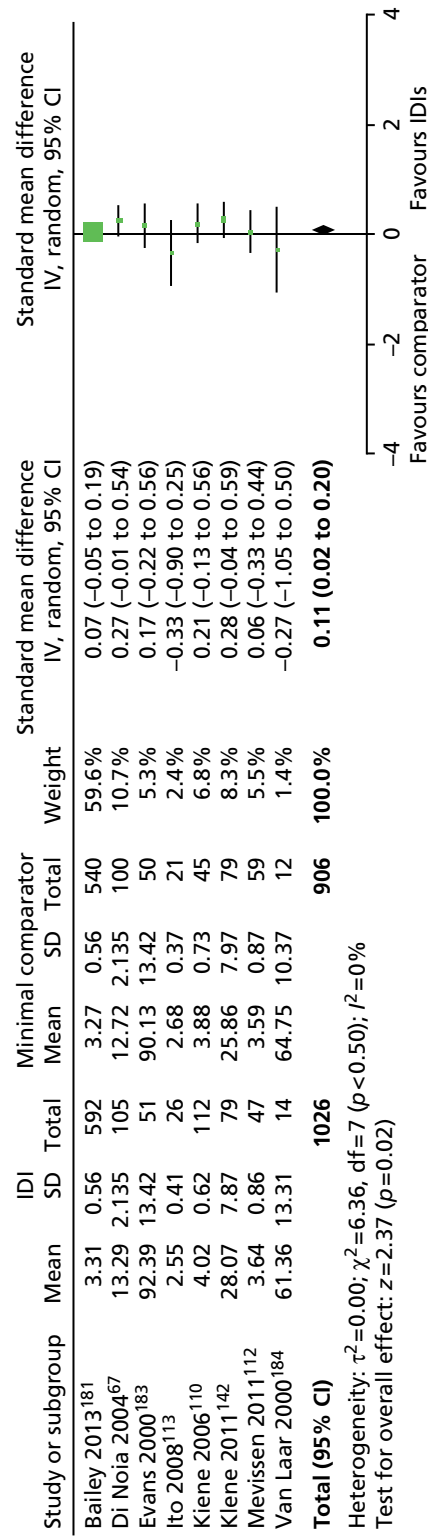 IDI Minimal comparator Standard mean difference Standard mean difference
Study or subgroup Mean SD Total Mean SD Total Weight IV, random, 95% CI IV, random, 95% CI
Bailey 2013181 3.31 0.56 592 3.27 0.56 540 59.6% 0.07 (−0.05 to 0.19)
Di Noia 200467 13.29 2.135 105 12.72 2.135 100 10.7% 0.27 (−0.01 to 0.54)
Evans 2000183 92.39 13.42 51 90.13 13.42 50 5.3% 0.17 (−0.22 to 0.56)
Ito 2008113 2.55 0.41 26 2.68 0.37 21 2.4% −0.33 (−0.90 to 0.25)
Kiene 2006110 4.02 0.62 112 3.88 0.73 45 6.8% 0.21 (−0.13 to 0.56)
Klene 2011142 28.07 7.87 79 25.86 7.97 79 8.3% 0.28 (−0.04 to 0.59)
Mevissen 2011112 3.64 0.86 47 3.59 0.87 59 5.5% 0.06 (−0.33 to 0.44)
Van Laar 2000184 61.36 13.31 14 64.75 10.37 12 1.4% −0.27 (−1.05 to 0.50)
Total (95% CI) 1026 906 100.0% 0.11 (0.02 to 0.20)
Heterogeneity: τ2=0.00; χ2=6.36, df=7 (p<0.50); I2=0%
Test for overall effect: z=2.37 (p=0.02)
−4 −2 0 2 4
Favours comparator Favours IDIs